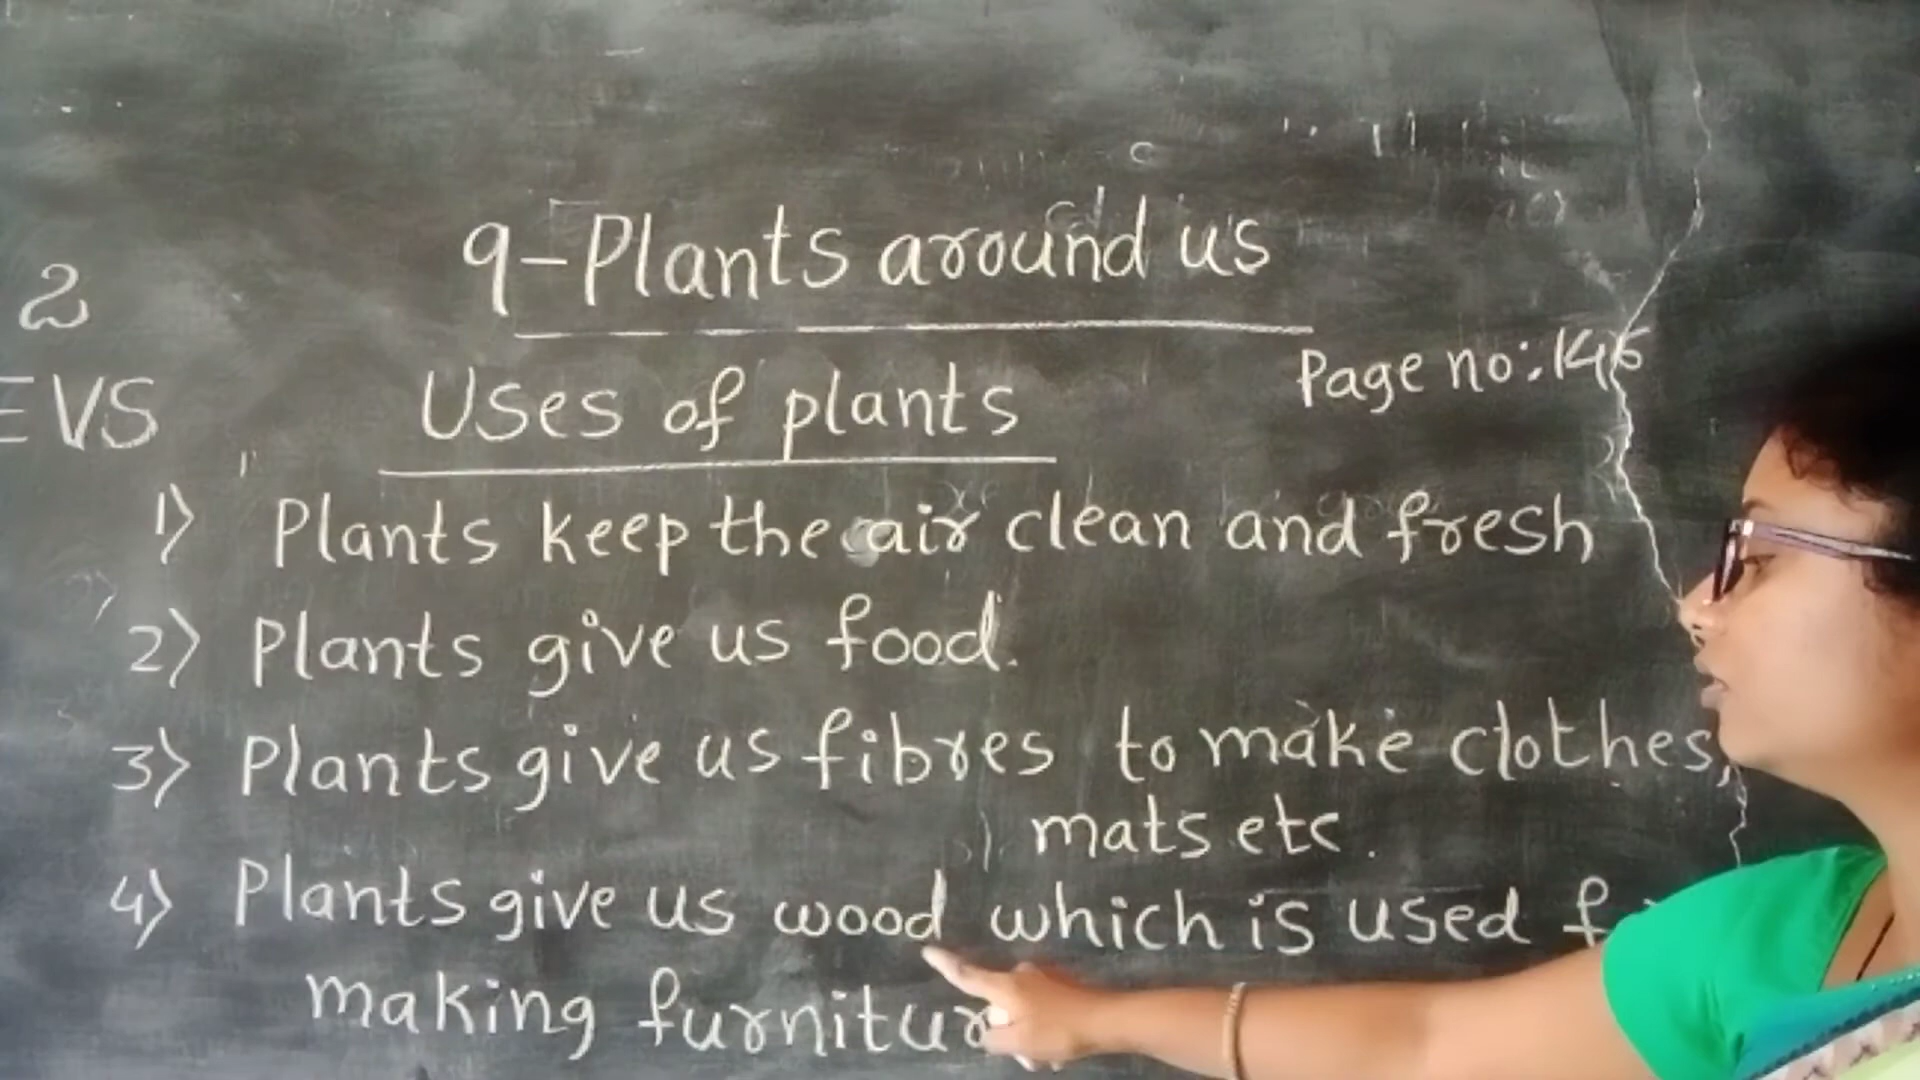 9-Plants around us
2
Page no: 146
EVS
Uses of plants
1) Plants keep the air clean and fresh
2) Plants give us food.
3) Plants give us fibres to make clothes,
mats etc.
4) Plants give us wood which is used
making